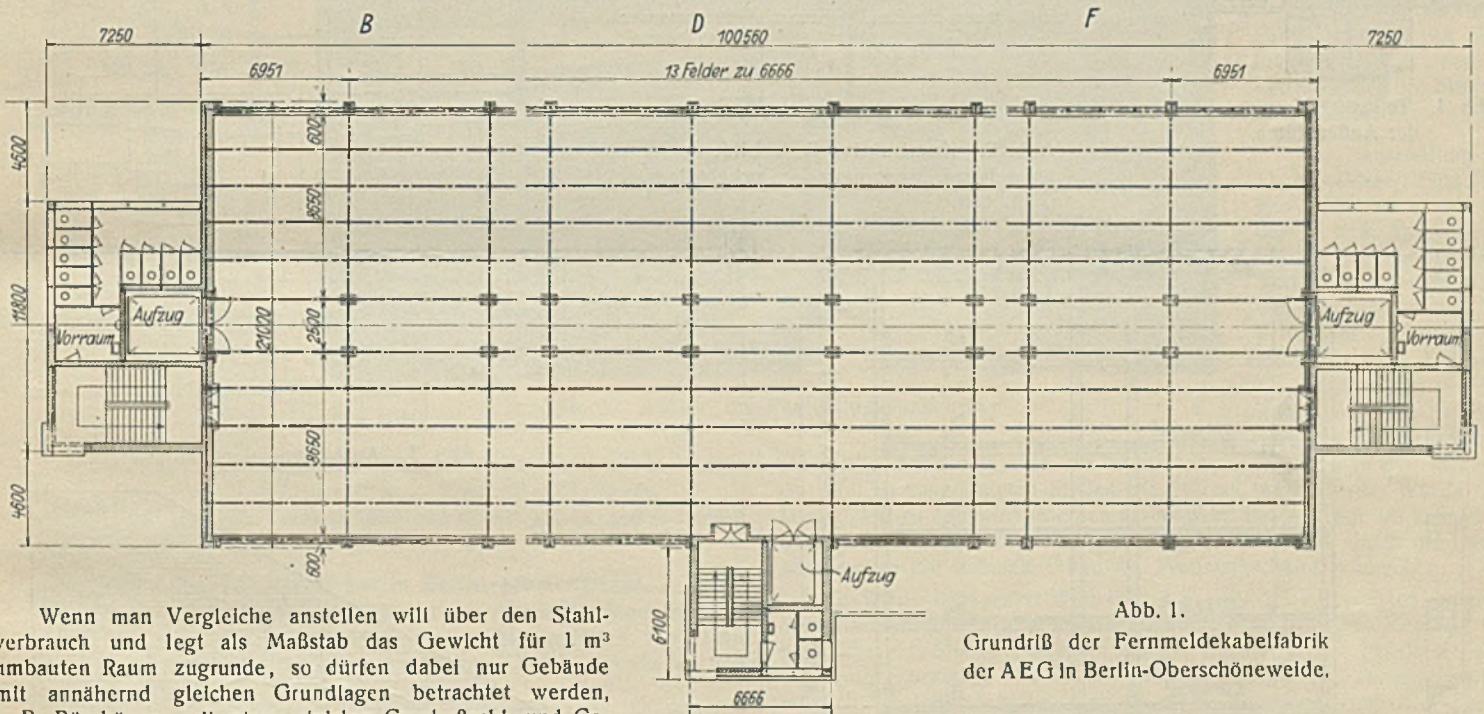 B
D
F
7250
100560
7250
6951
13 Felder zu 6666
6951
4600
600
8650
11800
21000
2500
Aufzug
Vorraum
Aufzug
Vorraum
8650
4600
600
Aufzug
6100
6666
Wenn man Vergleiche anstellen will über den Stahl-
verbrauch und legt als Maßstab das Gewicht für 1 m³
umbauten Raum zugrunde, so dürfen dabei nur Gebäude
mit annähernd gleichen Grundlagen betrachtet werden,
Abb. 1.
Grundriß der Fernmeldekabelfabrik
der AEG in Berlin-Oberschöneweide.